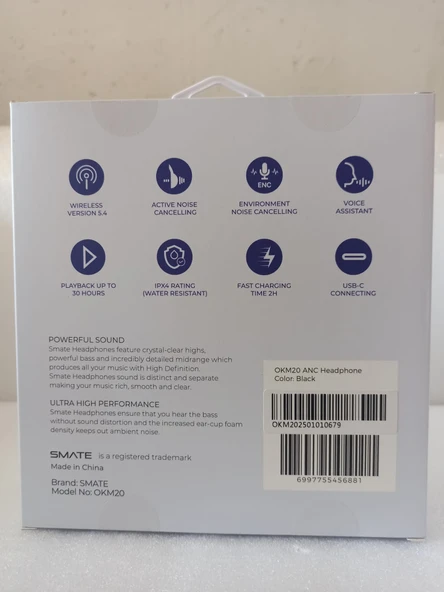 WIRELESS
VERSION 5.4
ACTIVE NOISE
CANCELLING
ENC
ENVIRONMENT
NOISE CANCELLING
VOICE
ASSISTANT
PLAYBACK UP TO
30 HOURS
IPX4 RATING
(WATER RESISTANT)
FAST CHARGING
TIME 2H
USB-C
CONNECTING
POWERFUL SOUND
Smate Headphones feature crystal-clear highs,
powerful bass and incredibly detailed midrange which
produces all your music with High Definition.
Smate Headphones sound is distinct and separate
making your music rich, smooth and clear.
ULTRA HIGH PERFORMANCE
Smate Headphones ensure that you hear the bass
without sound distortion and the increased ear-cup foam
density keeps out ambient noise.
SMATE is a registered trademark
Made in China
Brand: SMATE
Model No: OKM20
OKM20 ANC Headphone
Color: Black
OKM202501010679
6997755456881